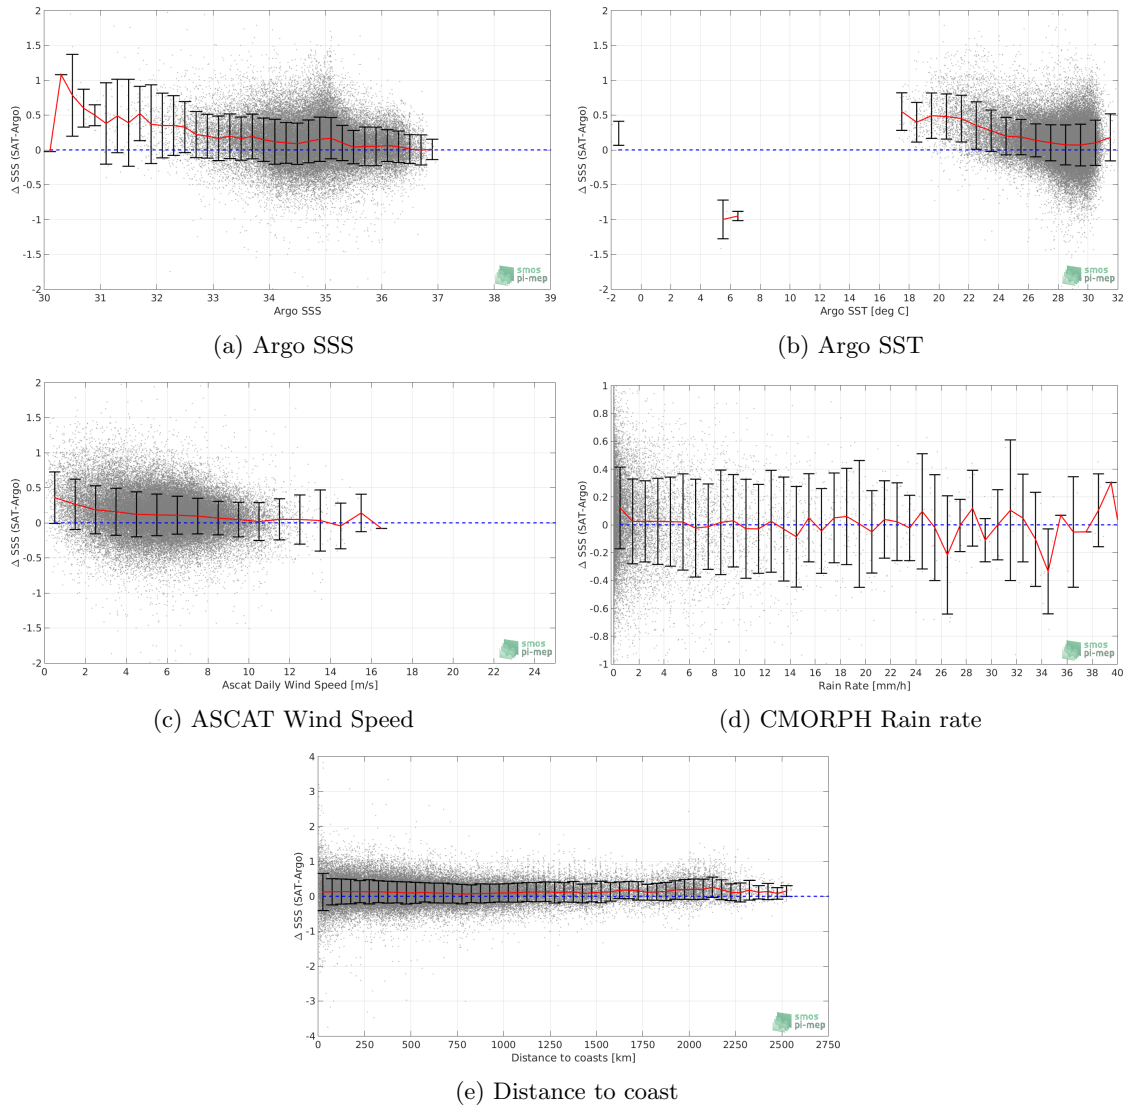 2
1.5
1
0.5
0
-0.5
-1
-1.5
-2
Δ SSS (SAT-Argo)
30 31 32 33 34 35 36 37 38 39
Argo SSS
smos
pi-mep
(a) Argo SSS
2
1.5
1
0.5
0
-0.5
-1
-1.5
-2
Δ SSS (SAT-Argo)
-2 0 2 4 6 8 10 12 14 16 18 20 22 24 26 28 30 32
Argo SST [deg C]
smos
pi-mep
(b) Argo SST
2
1.5
1
0.5
0
-0.5
-1
-1.5
-2
Δ SSS (SAT-Argo)
0 2 4 6 8 10 12 14 16 18 20 22 24
Ascat Daily Wind Speed [m/s]
smos
pi-mep
(c) ASCAT Wind Speed
1
0.8
0.6
0.4
0.2
0
-0.2
-0.4
-0.6
-0.8
-1
Δ SSS (SAT-Argo)
0 2 4 6 8 10 12 14 16 18 20 22 24 26 28 30 32 34 36 38 40
Rain Rate [mm/h]
smos
pi-mep
(d) CMORPH Rain rate
4
3
2
1
0
-1
-2
-3
-4
Δ SSS (SAT-Argo)
0 250 500 750 1000 1250 1500 1750 2000 2250 2500 2750
Distance to coasts [km]
smos
pi-mep
(e) Distance to coast